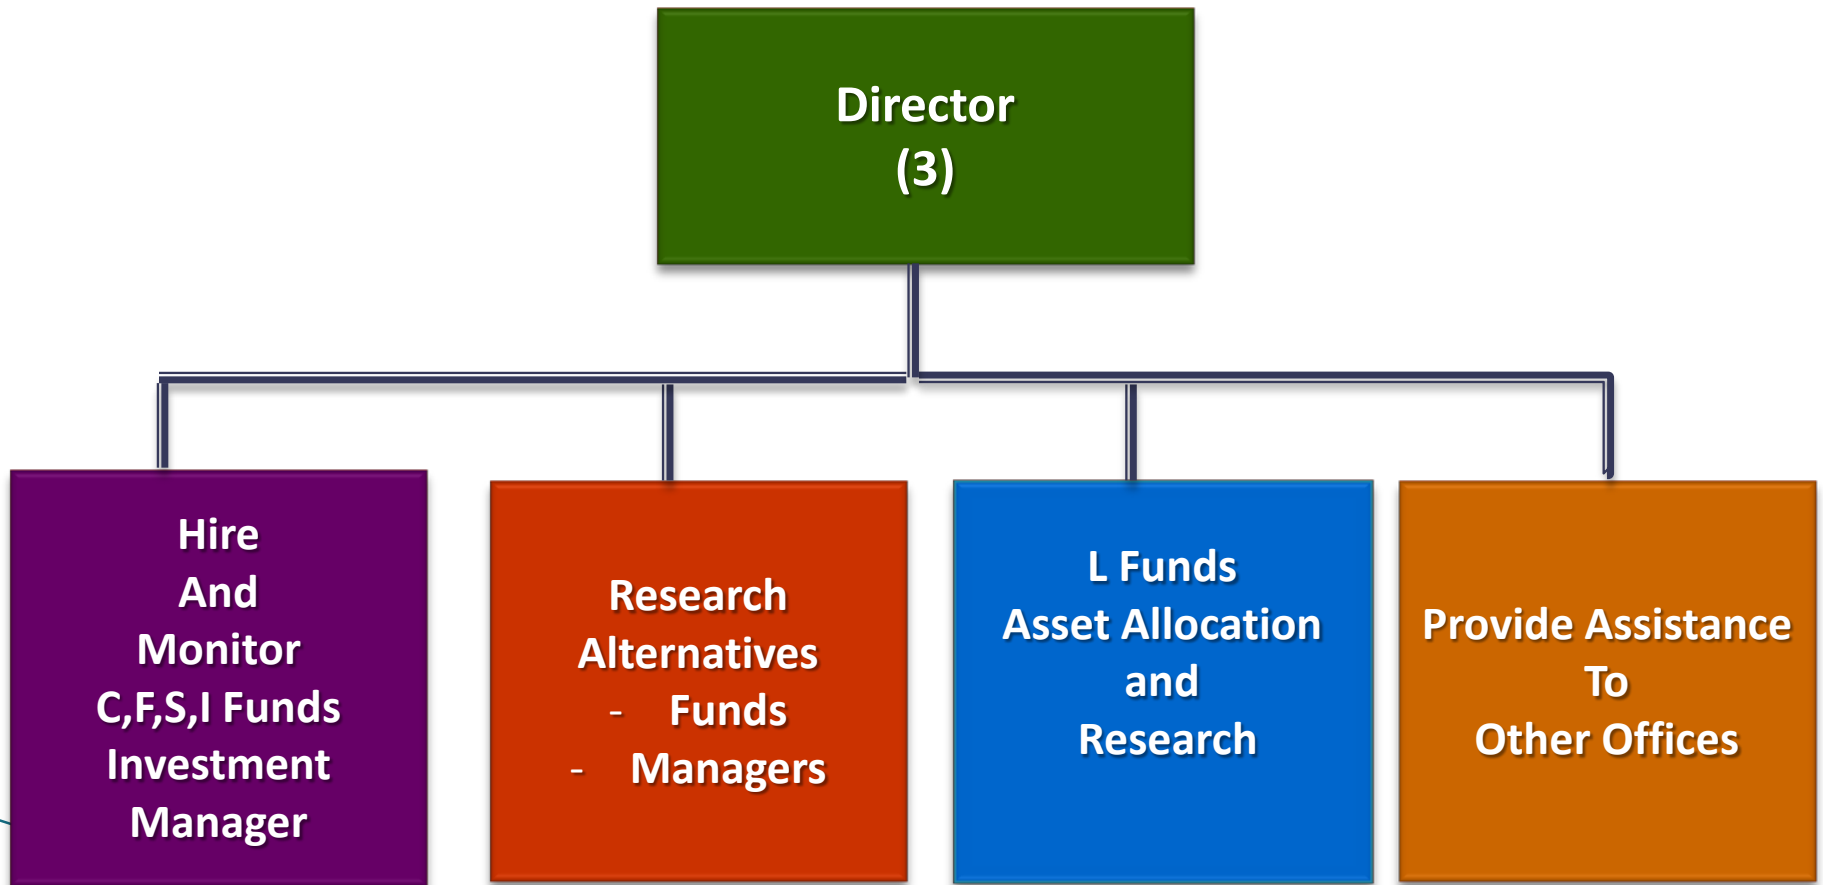 Director
(3)
Hire
And
Monitor
C,F,S,I Funds
Investment
Manager
Research
Alternatives
- Funds
- Managers
L Funds
Asset Allocation
and
Research
Provide Assistance
To
Other Offices